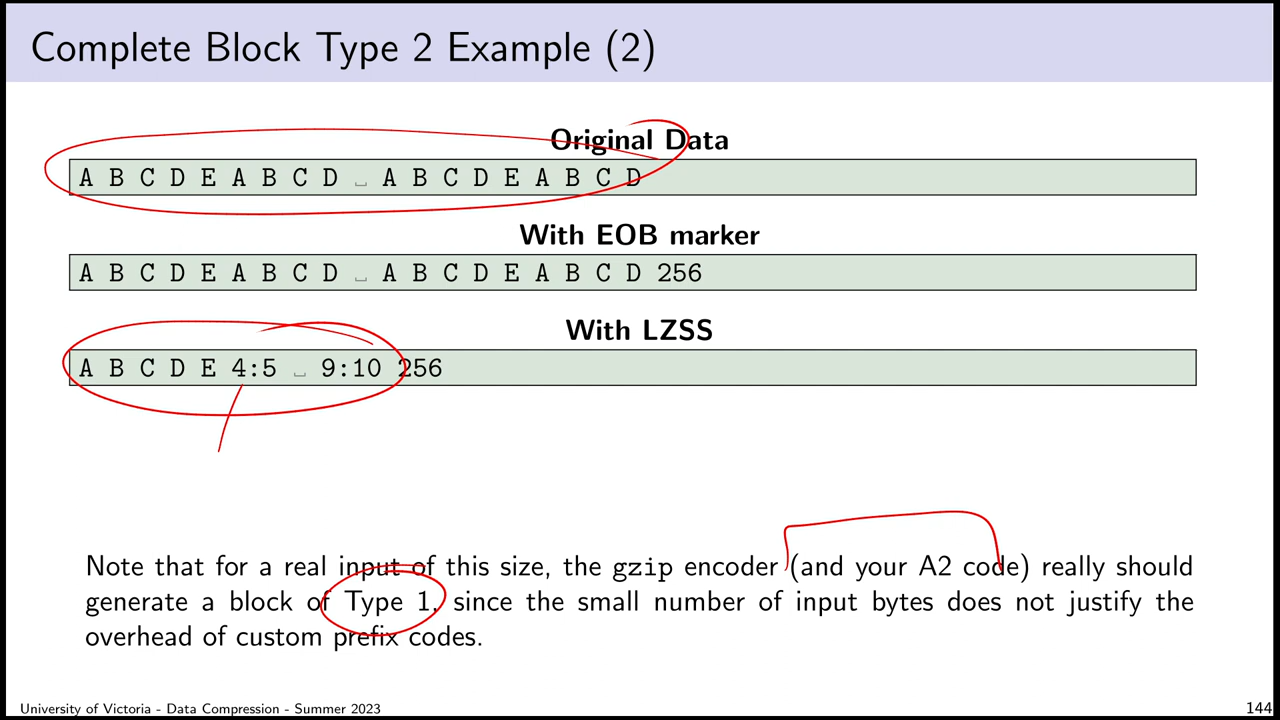 Complete Block Type 2 Example (2)
Original Data
A B C D E A B C D ␣ A B C D E A B C D
With EOB marker
A B C D E A B C D ␣ A B C D E A B C D 256
With LZSS
A B C D E 4:5 ␣ 9:10 256
Note that for a real input of this size, the gzip encoder (and your A2 code) really should
generate a block of Type 1, since the small number of input bytes does not justify the
overhead of custom prefix codes.
University of Victoria - Data Compression - Summer 2023
144